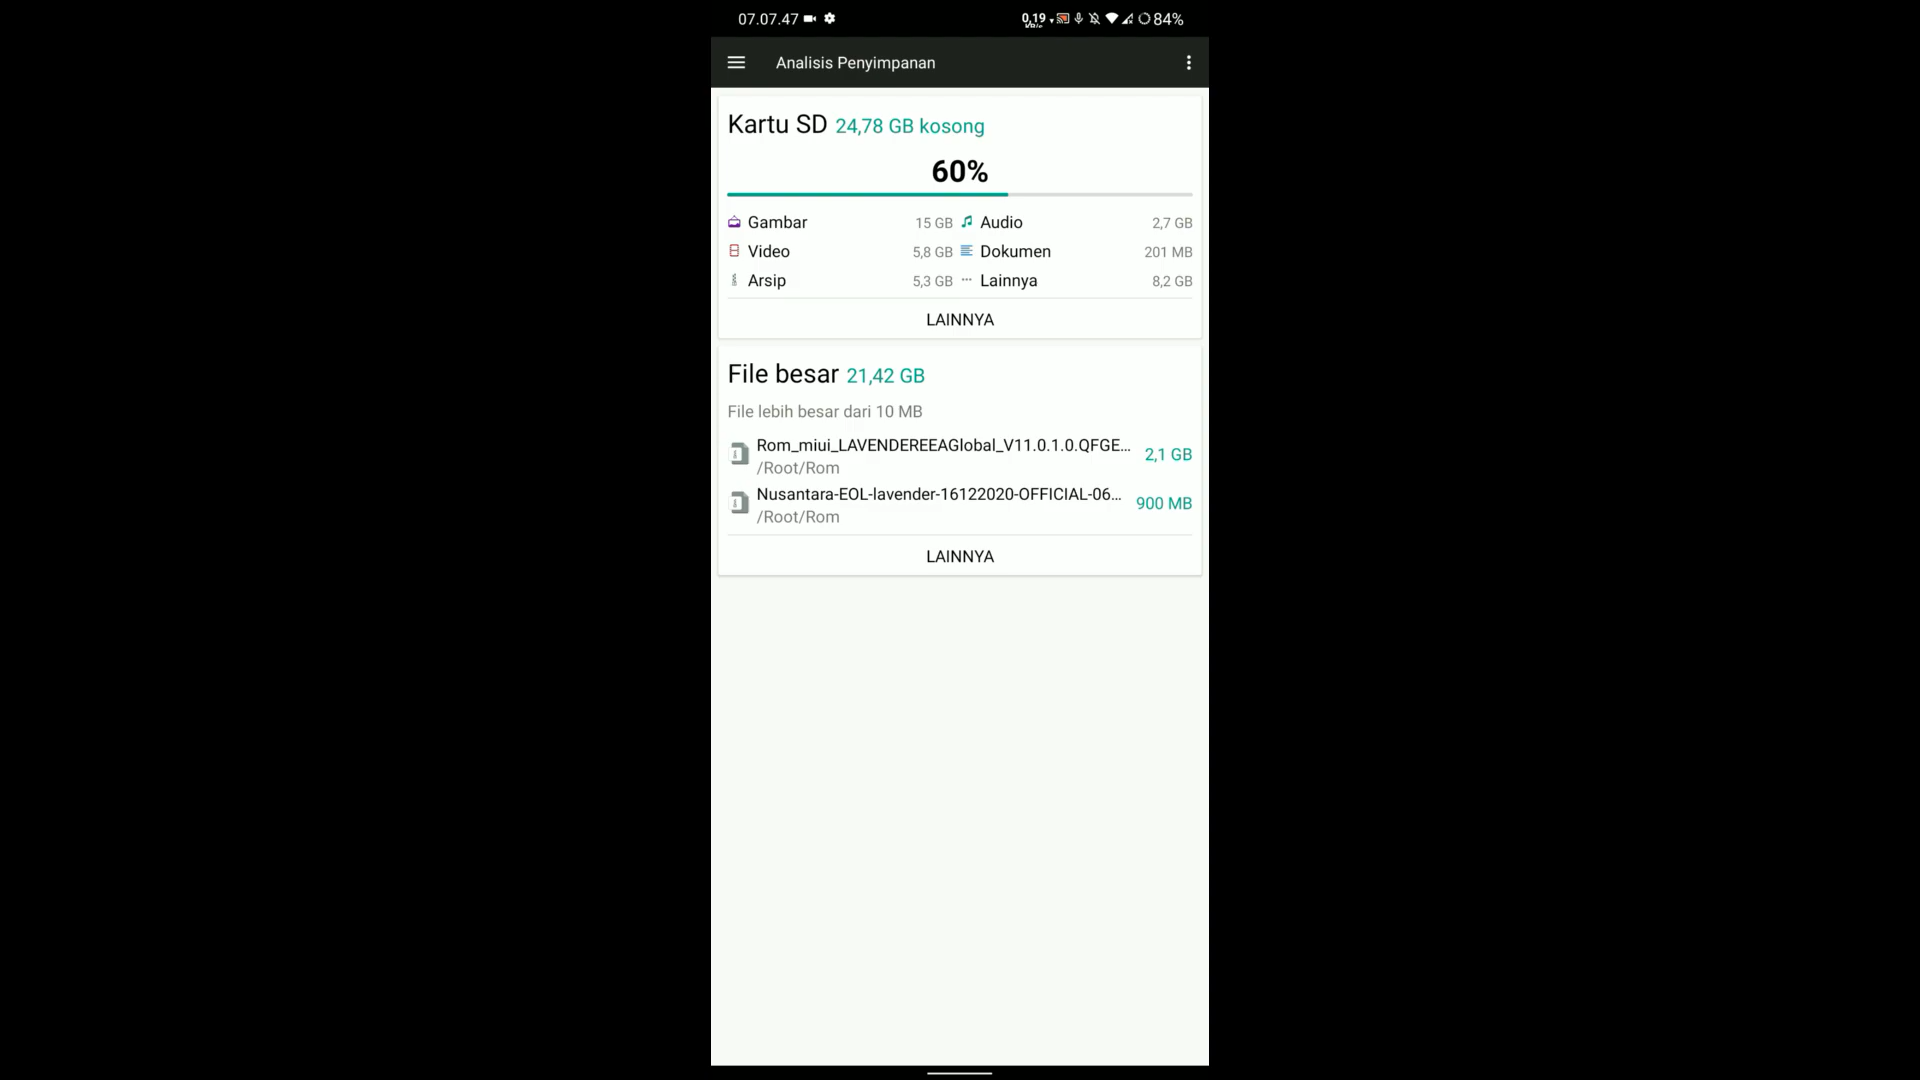 07.07.47 0,19 KB/s 84%
Analisis Penyimpanan
Kartu SD 24,78 GB kosong
60%
Gambar 15 GB Audio 2,7 GB
Video 5,8 GB Dokumen 201 MB
Arsip 5,3 GB Lainnya 8,2 GB
LAINNYA
File besar 21,42 GB
File lebih besar dari 10 MB
Rom_miui_LAVENDEREEAGlobal_V11.0.1.0.QFGE...
/Root/Rom
2,1 GB
Nusantara-EOL-lavender-16122020-OFFICIAL-06...
/Root/Rom
900 MB
LAINNYA